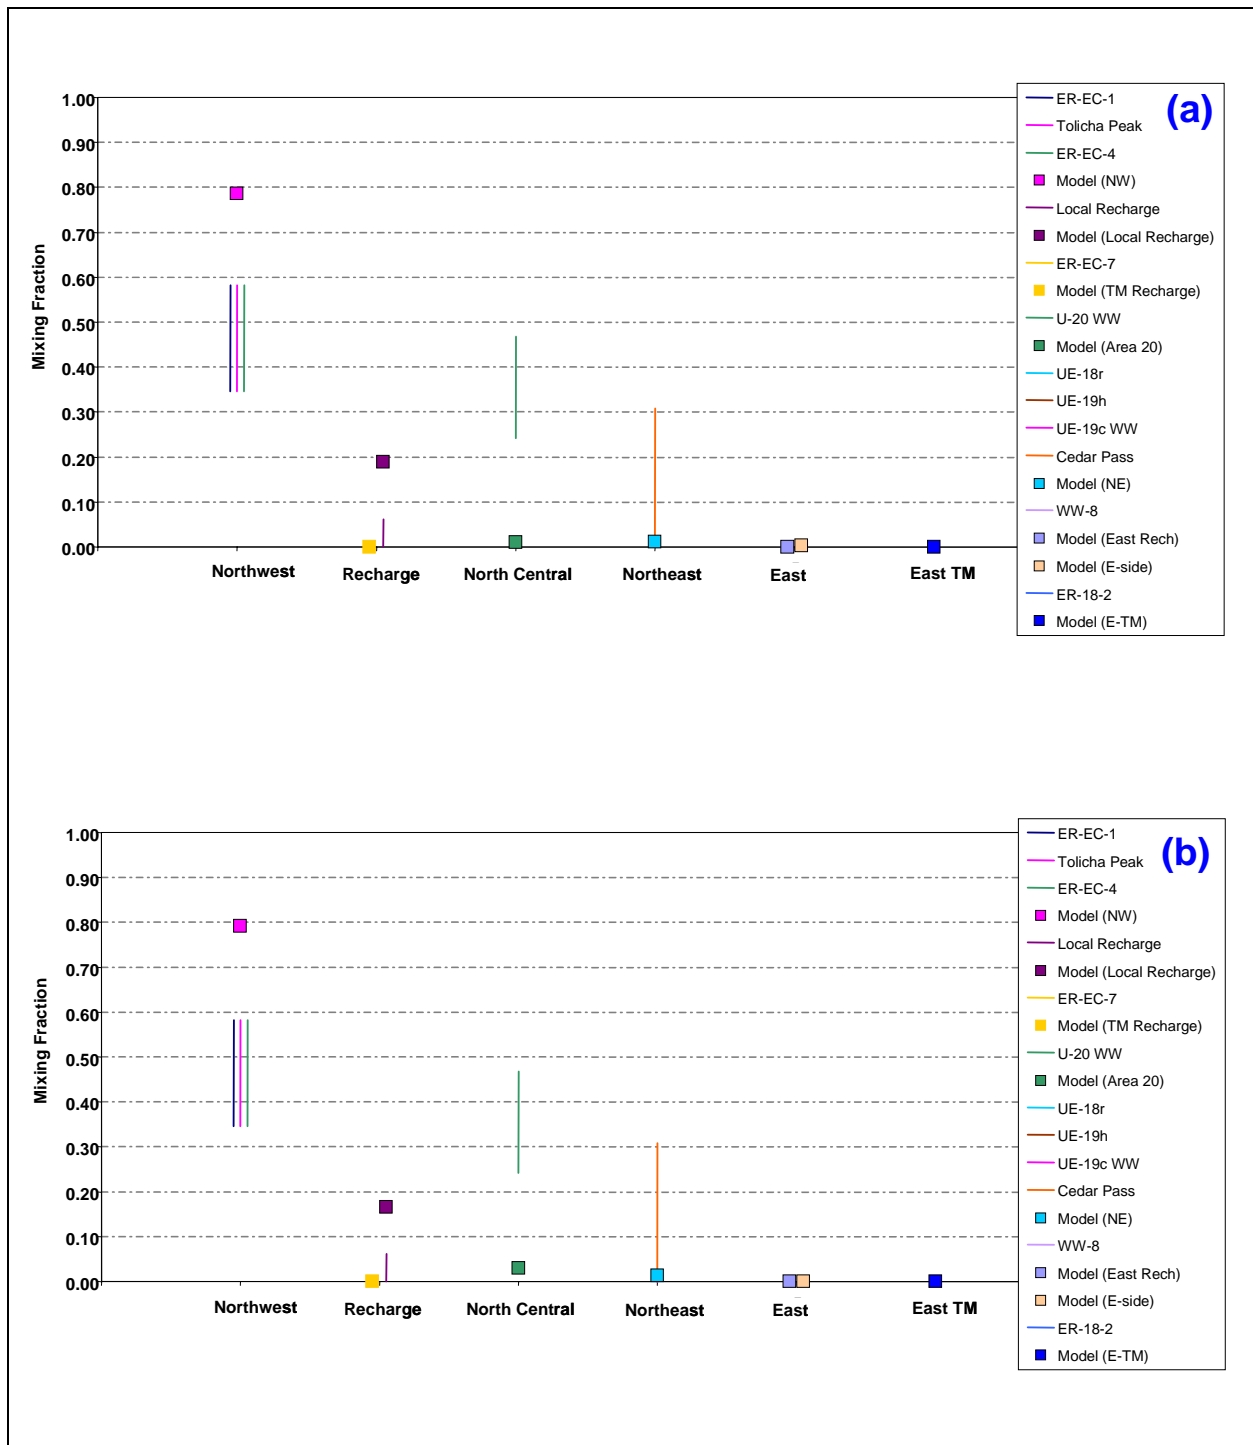 (a)
1.00
0.90
0.80
0.70
0.60
0.50
0.40
0.30
0.20
0.10
0.00
Mixing Fraction
Northwest
Recharge
North Central
Northeast
East
East TM
ER-EC-1
Tolicha Peak
ER-EC-4
Model (NW)
Local Recharge
Model (Local Recharge)
ER-EC-7
Model (TM Recharge)
U-20 WW
Model (Area 20)
UE-18r
UE-19h
UE-19c WW
Cedar Pass
Model (NE)
WW-8
Model (East Rech)
Model (E-side)
ER-18-2
Model (E-TM)
(b)
1.00
0.90
0.80
0.70
0.60
0.50
0.40
0.30
0.20
0.10
0.00
Mixing Fraction
Northwest
Recharge
North Central
Northeast
East
East TM
ER-EC-1
Tolicha Peak
ER-EC-4
Model (NW)
Local Recharge
Model (Local Recharge)
ER-EC-7
Model (TM Recharge)
U-20 WW
Model (Area 20)
UE-18r
UE-19h
UE-19c WW
Cedar Pass
Model (NE)
WW-8
Model (East Rech)
Model (E-side)
ER-18-2
Model (E-TM)